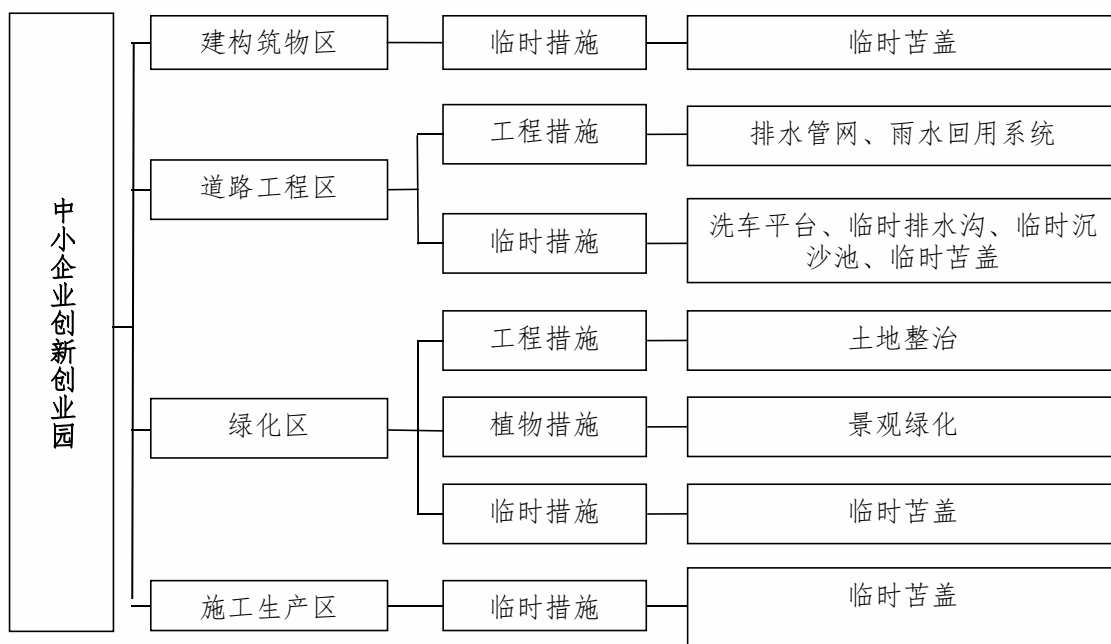 中小企业创新创业园
建构筑物区
临时措施
临时苫盖
道路工程区
工程措施
排水管网、雨水回用系统
临时措施
洗车平台、临时排水沟、临时沉
沙池、临时苫盖
绿化区
工程措施
土地整治
植物措施
景观绿化
临时措施
临时苫盖
施工生产区
临时措施
临时苫盖